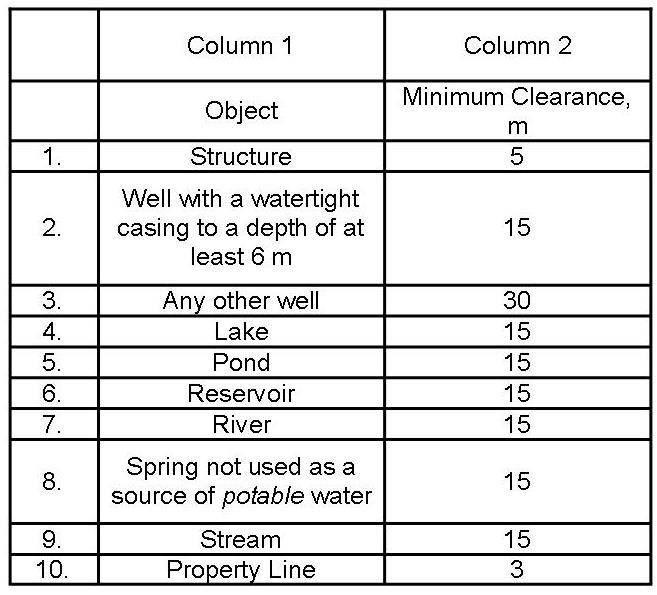 Column 1 Column 2
Object Minimum Clearance,
m
1. Structure 5
2. Well with a watertight
casing to a depth of at
least 6 m 15
3. Any other well 30
4. Lake 15
5. Pond 15
6. Reservoir 15
7. River 15
8. Spring not used as a
source of potable water 15
9. Stream 15
10. Property Line 3